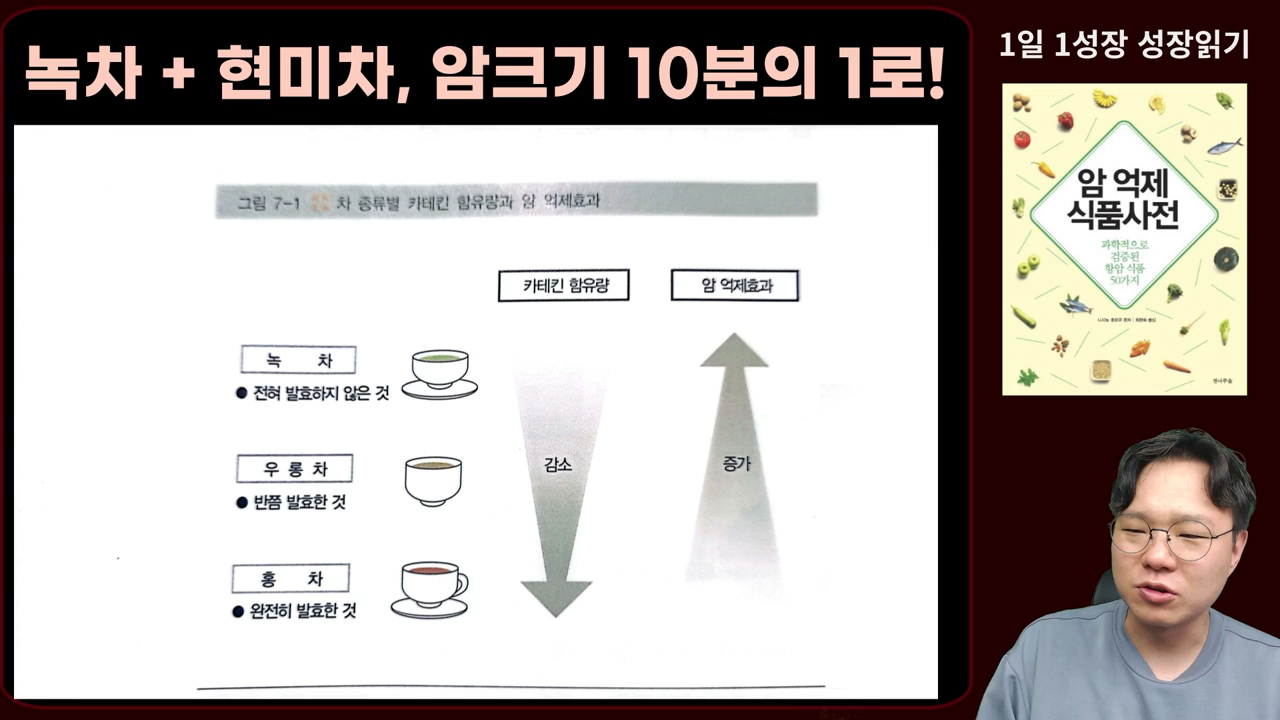 녹차 + 현미차, 암크기 10분의 1로!
1일 1성장 성장읽기
그림 7-1 차 종류별 카테킨 함유량과 암 억제효과
카테킨 함유량
암 억제효과
녹 차
● 전혀 발효하지 않은 것
우 롱 차
● 반쯤 발효한 것
홍 차
● 완전히 발효한 것
감소
증가
암 억제
식품사전
과학적으로
검증된
항암 식품
50가지
전나무숲